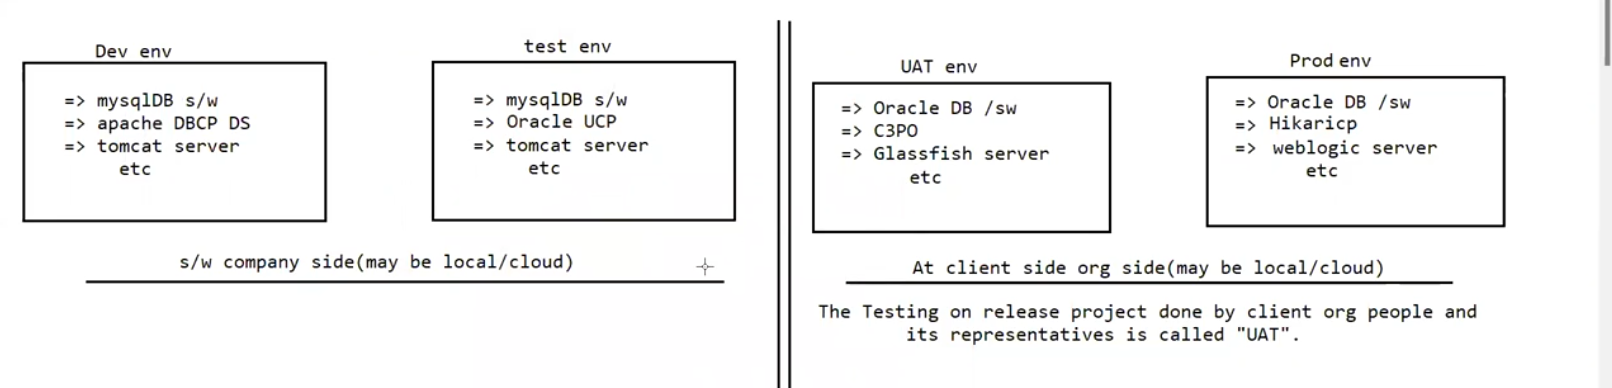 Dev env
=> mysqlDB s/w
=> apache DBCP DS
=> tomcat server
etc
s/w company side(may be local/cloud)
test env
=> mysqlDB s/w
=> Oracle UCP
=> tomcat server
etc
UAT env
=> Oracle DB /sw
=> C3PO
=> Glassfish server
etc
Prod env
=> Oracle DB /sw
=> Hikaricp
=> weblogic server
etc
At client side org side(may be local/cloud)
The Testing on release project done by client org people and
its representatives is called "UAT".